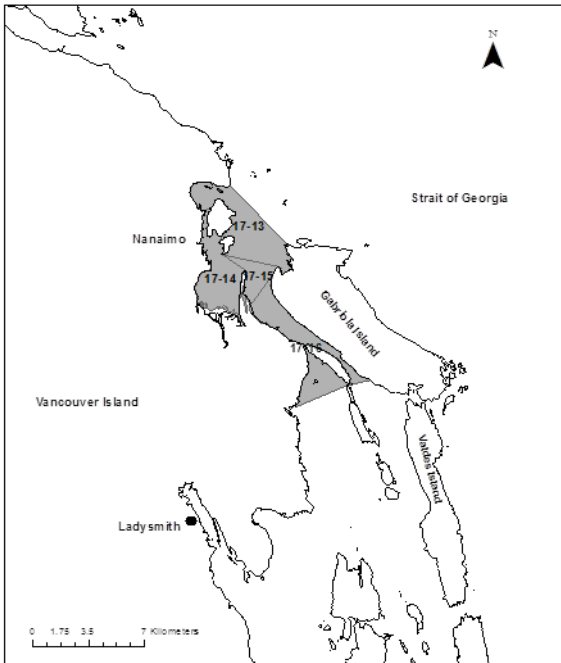 N
Strait of Georgia
17-13
Nanaimo
17-14
17-15
Gabriola Island
17-16
Vancouver Island
Valdes Island
Ladysmith
0 1.75 3.5 7 Kilometers